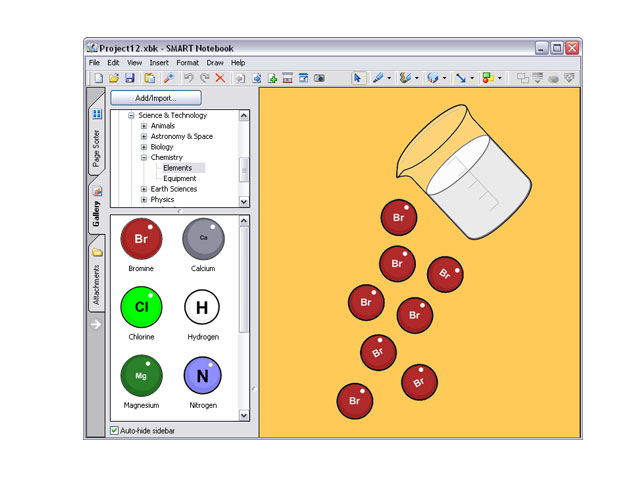 Project12.xbk - SMART Notebook
File Edit View Insert Format Draw Help
Add/Import...
Science & Technology
Animals
Astronomy & Space
Biology
Chemistry
Elements
Equipment
Earth Sciences
Physics
Page Sorter
Gallery
Attachments
Br Ca
Bromine Calcium
Cl H
Chlorine Hydrogen
Mg N
Magnesium Nitrogen
Auto-hide sidebar
Br
Br
Br
Br
Br
Br
Br
Br